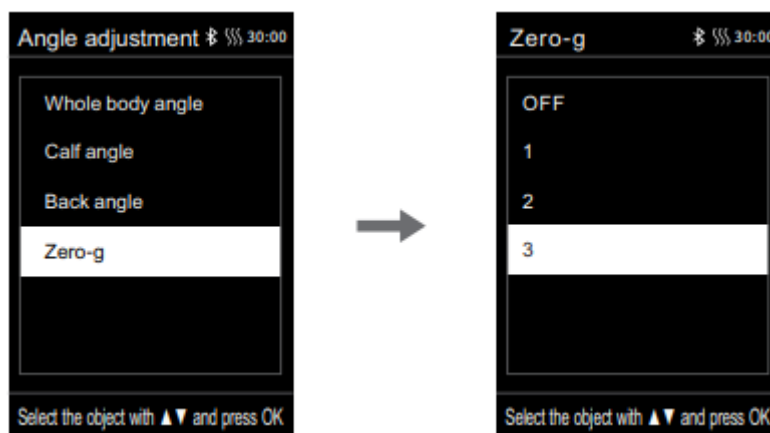 Angle adjustment 30:00
Whole body angle
Calf angle
Back angle
Zero-g
Select the object with ▲▼ and press OK
Zero-g 30:00
OFF
1
2
3
Select the object with ▲▼ and press OK